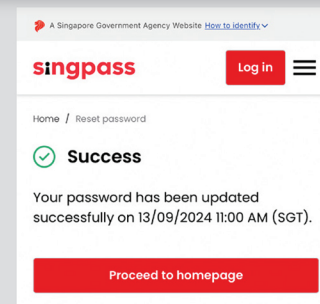 A Singapore Government Agency Website How to identify
singpass
Log in
Home / Reset password
Success
Your password has been updated
successfully on 13/09/2024 11:00 AM (SGT).
Proceed to homepage